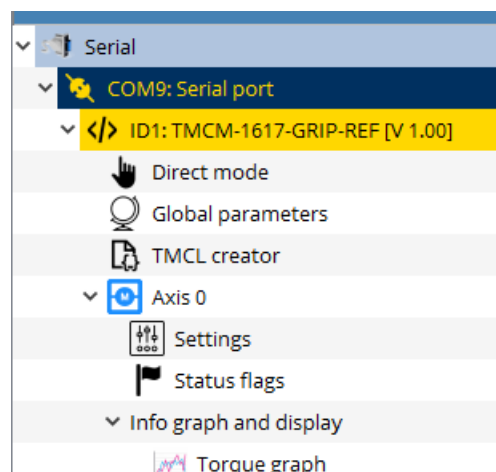 Serial
COM9: Serial port
ID1: TMCM-1617-GRIP-REF [V 1.00]
Direct mode
Global parameters
TMCL creator
Axis 0
Settings
Status flags
Info graph and display
Torque graph